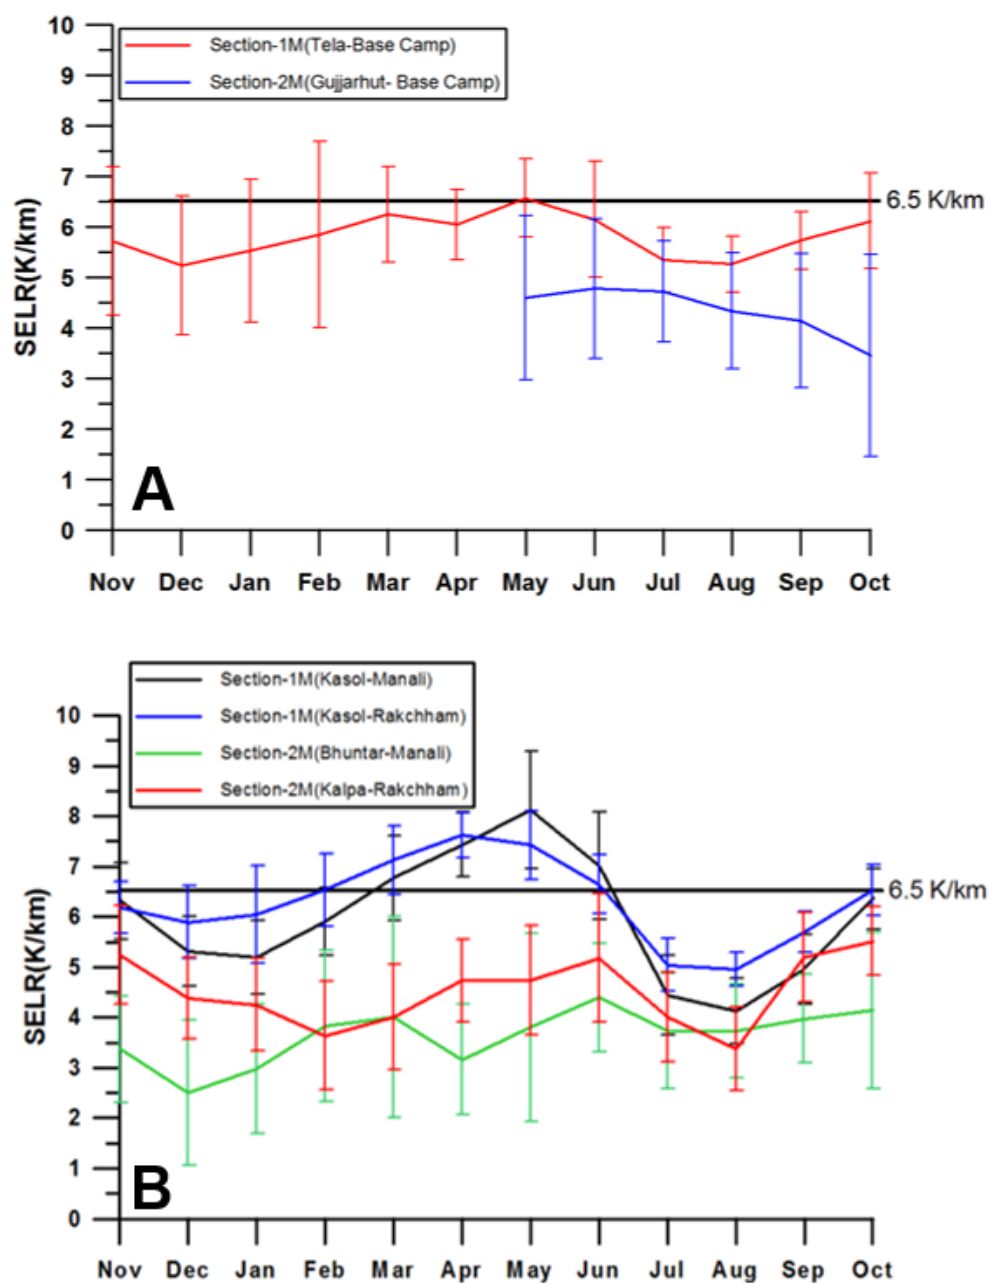 10
9
8
7
6
5
4
3
2
1
0
SELR(K/km)
Section-1M(Tela-Base Camp)
Section-2M(Gujjarhut- Base Camp)
6.5 K/km
A
Nov Dec Jan Feb Mar Apr May Jun Jul Aug Sep Oct
Section-1M(Kasol-Manali)
Section-1M(Kasol-Rakchham)
Section-2M(Bhuntar-Manali)
Section-2M(Kalpa-Rakchham)
10
9
8
7
6
5
4
3
2
1
0
SELR(K/km)
6.5 K/km
B
Nov Dec Jan Feb Mar Apr May Jun Jul Aug Sep Oct